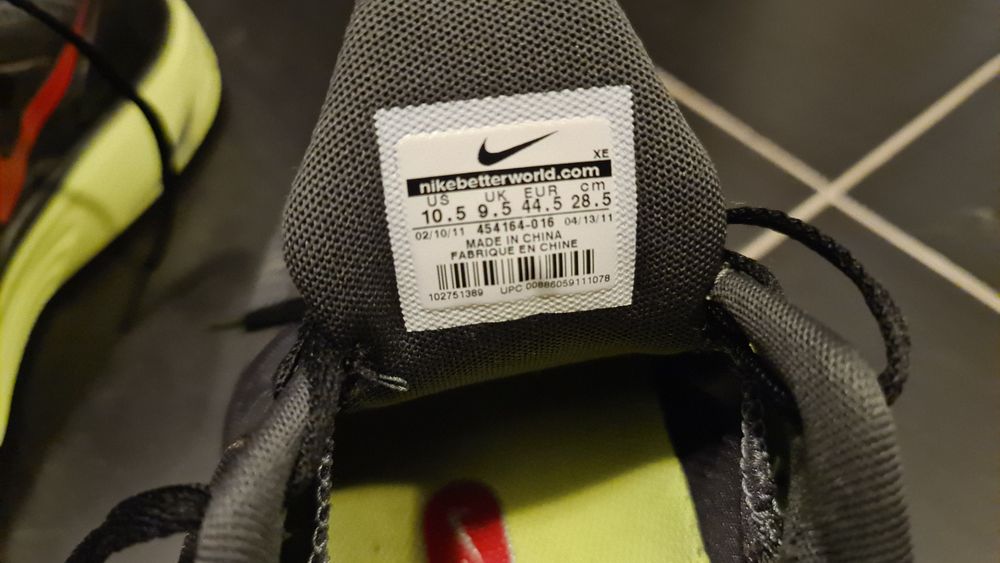 XE
nikebetterworld.com
US UK EUR cm
10.5 9.5 44.5 28.5
02/10/11 454164-016 04/13/11
MADE IN CHINA
FABRIQUE EN CHINE
102751389 UPC 00886059111078